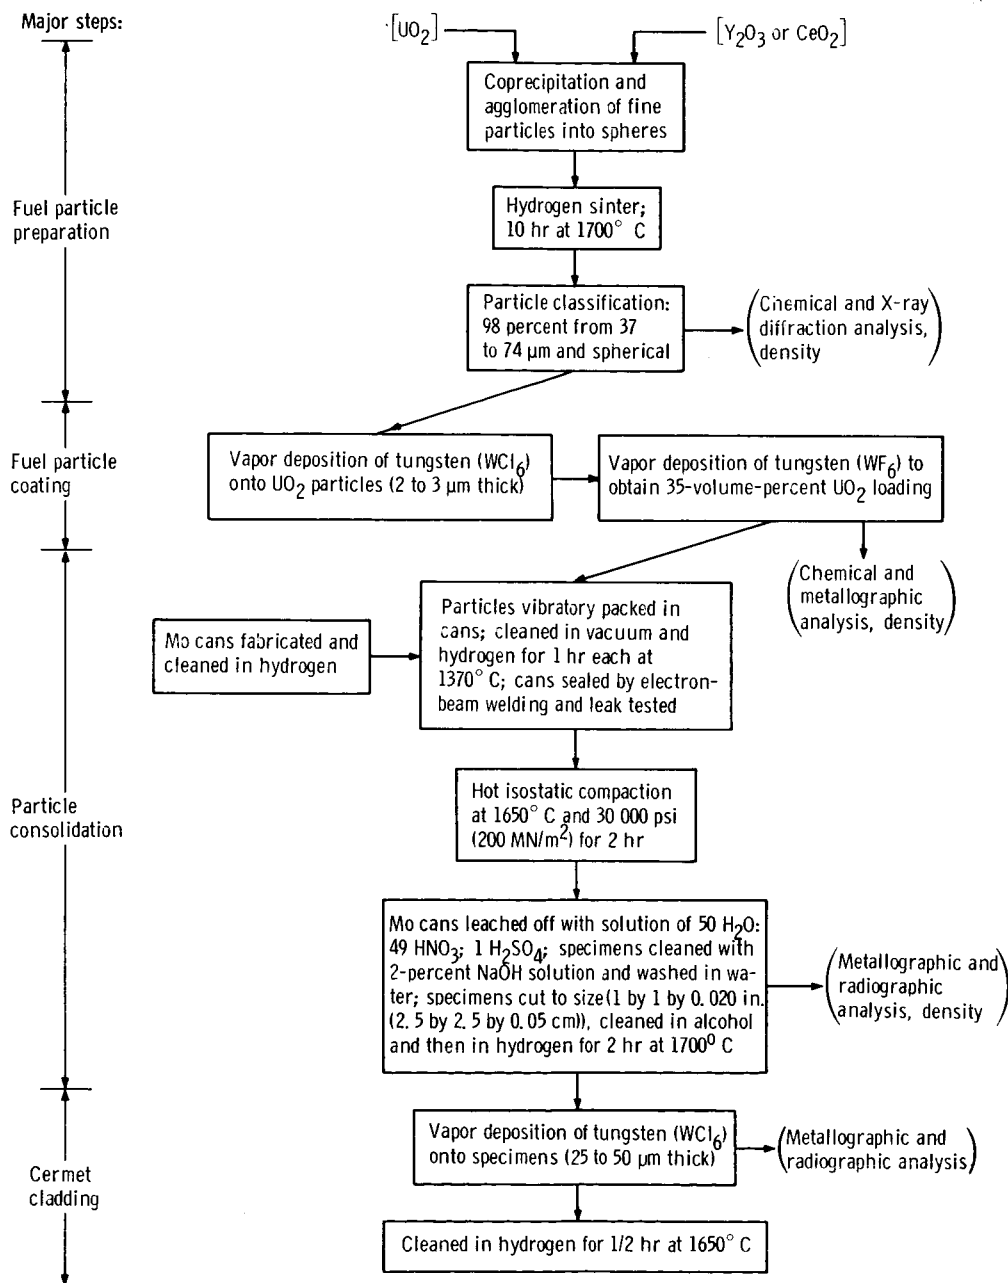 Major steps:
[UO2]
[Y2O3 or CeO2]
Coprecipitation and
agglomeration of fine
particles into spheres
Hydrogen sinter;
10 hr at 1700° C
Fuel particle
preparation
Particle classification:
98 percent from 37
to 74 µm and spherical
(Chemical and X-ray
diffraction analysis,
density)
Fuel particle
coating
Vapor deposition of tungsten (WCl6)
onto UO2 particles (2 to 3 µm thick)
Vapor deposition of tungsten (WF6) to
obtain 35-volume-percent UO2 loading
(Chemical and
metallographic
analysis, density)
Mo cans fabricated and
cleaned in hydrogen
Particles vibratory packed in
cans; cleaned in vacuum and
hydrogen for 1 hr each at
1370° C; cans sealed by electron-
beam welding and leak tested
Particle
consolidation
Hot isostatic compaction
at 1650° C and 30 000 psi
(200 MN/m2) for 2 hr
Mo cans leached off with solution of 50 H2O:
49 HNO3; 1 H2SO4; specimens cleaned with
2-percent NaOH solution and washed in wa-
ter; specimens cut to size (1 by 1 by 0.020 in.
(2.5 by 2.5 by 0.05 cm)), cleaned in alcohol
and then in hydrogen for 2 hr at 1700° C
(Metallographic and
radiographic
analysis, density)
Cermet
cladding
Vapor deposition of tungsten (WCl6)
onto specimens (25 to 50 µm thick)
(Metallographic and
radiographic analysis)
Cleaned in hydrogen for 1/2 hr at 1650° C